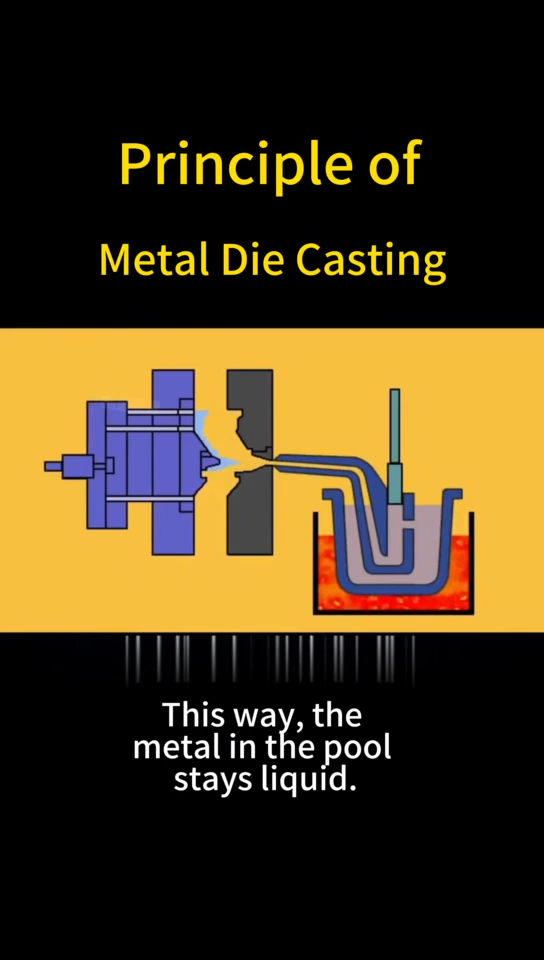 Principle of
Metal Die Casting
This way, the
metal in the pool
stays liquid.